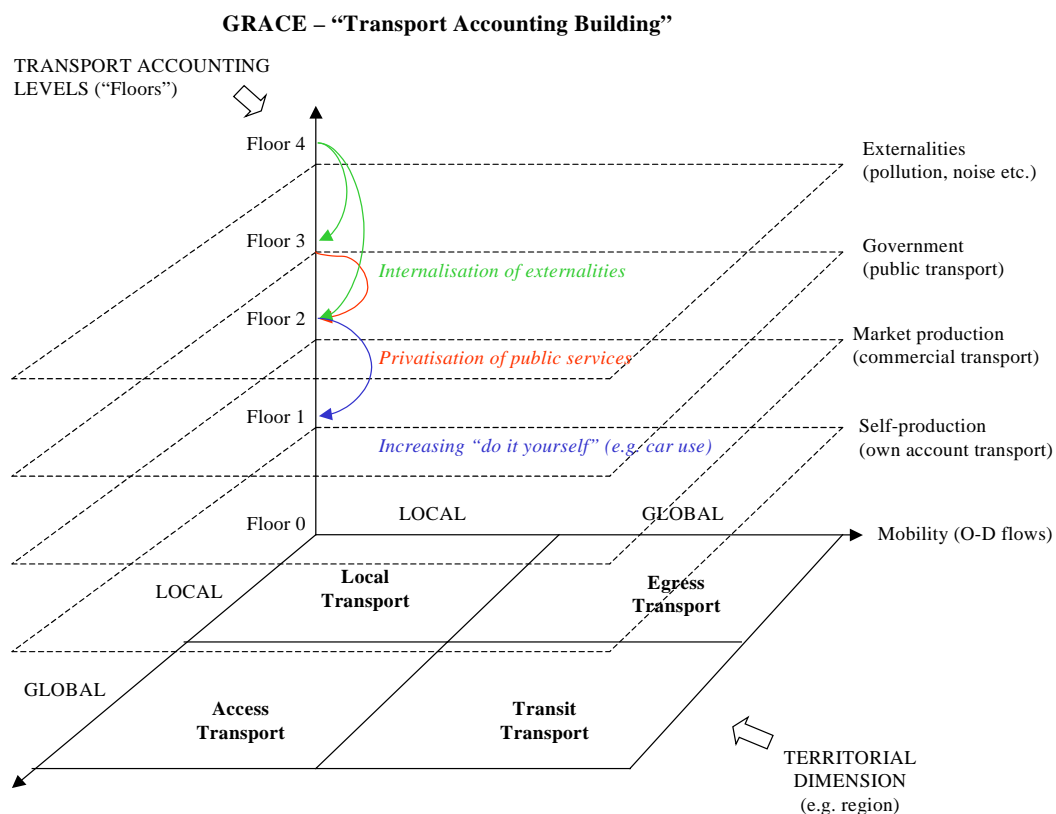 GRACE – “Transport Accounting Building”
TRANSPORT ACCOUNTING
LEVELS (“Floors”)
Floor 4
Externalities
(pollution, noise etc.)
Floor 3
Government
(public transport)
Internalisation of externalities
Floor 2
Market production
(commercial transport)
Privatisation of public services
Floor 1
Self-production
(own account transport)
Increasing “do it yourself” (e.g. car use)
Floor 0
LOCAL
GLOBAL
Mobility (O-D flows)
LOCAL
Local
Transport
Egress
Transport
GLOBAL
Access
Transport
Transit
Transport
TERRITORIAL
DIMENSION
(e.g. region)